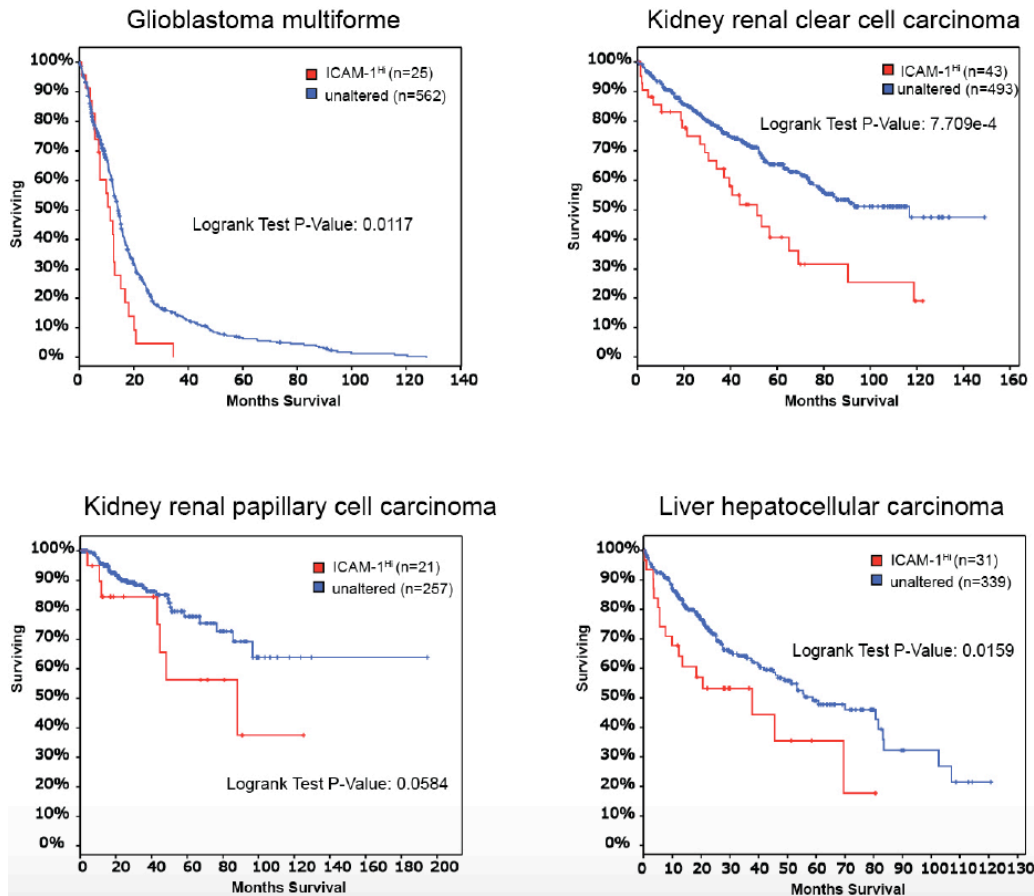 Glioblastoma multiforme
100%
90%
80%
70%
60%
50%
40%
30%
20%
10%
0%
Surviving
ICAM-1ᴴⁱ (n=25)
unaltered (n=562)
Logrank Test P-Value: 0.0117
0 20 40 60 80 100 120 140
Months Survival
Kidney renal clear cell carcinoma
100%
90%
80%
70%
60%
50%
40%
30%
20%
10%
0%
Surviving
ICAM-1ᴴⁱ (n=43)
unaltered (n=493)
Logrank Test P-Value: 7.709e-4
0 20 40 60 80 100 120 140 160
Months Survival
Kidney renal papillary cell carcinoma
100%
90%
80%
70%
60%
50%
40%
30%
20%
10%
0%
Surviving
ICAM-1ᴴⁱ (n=21)
unaltered (n=257)
Logrank Test P-Value: 0.0584
0 20 40 60 80 100 120 140 160 180 200
Months Survival
Liver hepatocellular carcinoma
100%
90%
80%
70%
60%
50%
40%
30%
20%
10%
0%
Surviving
ICAM-1ᴴⁱ (n=31)
unaltered (n=339)
Logrank Test P-Value: 0.0159
0 10 20 30 40 50 60 70 80 90 100 110 120 130
Months Survival